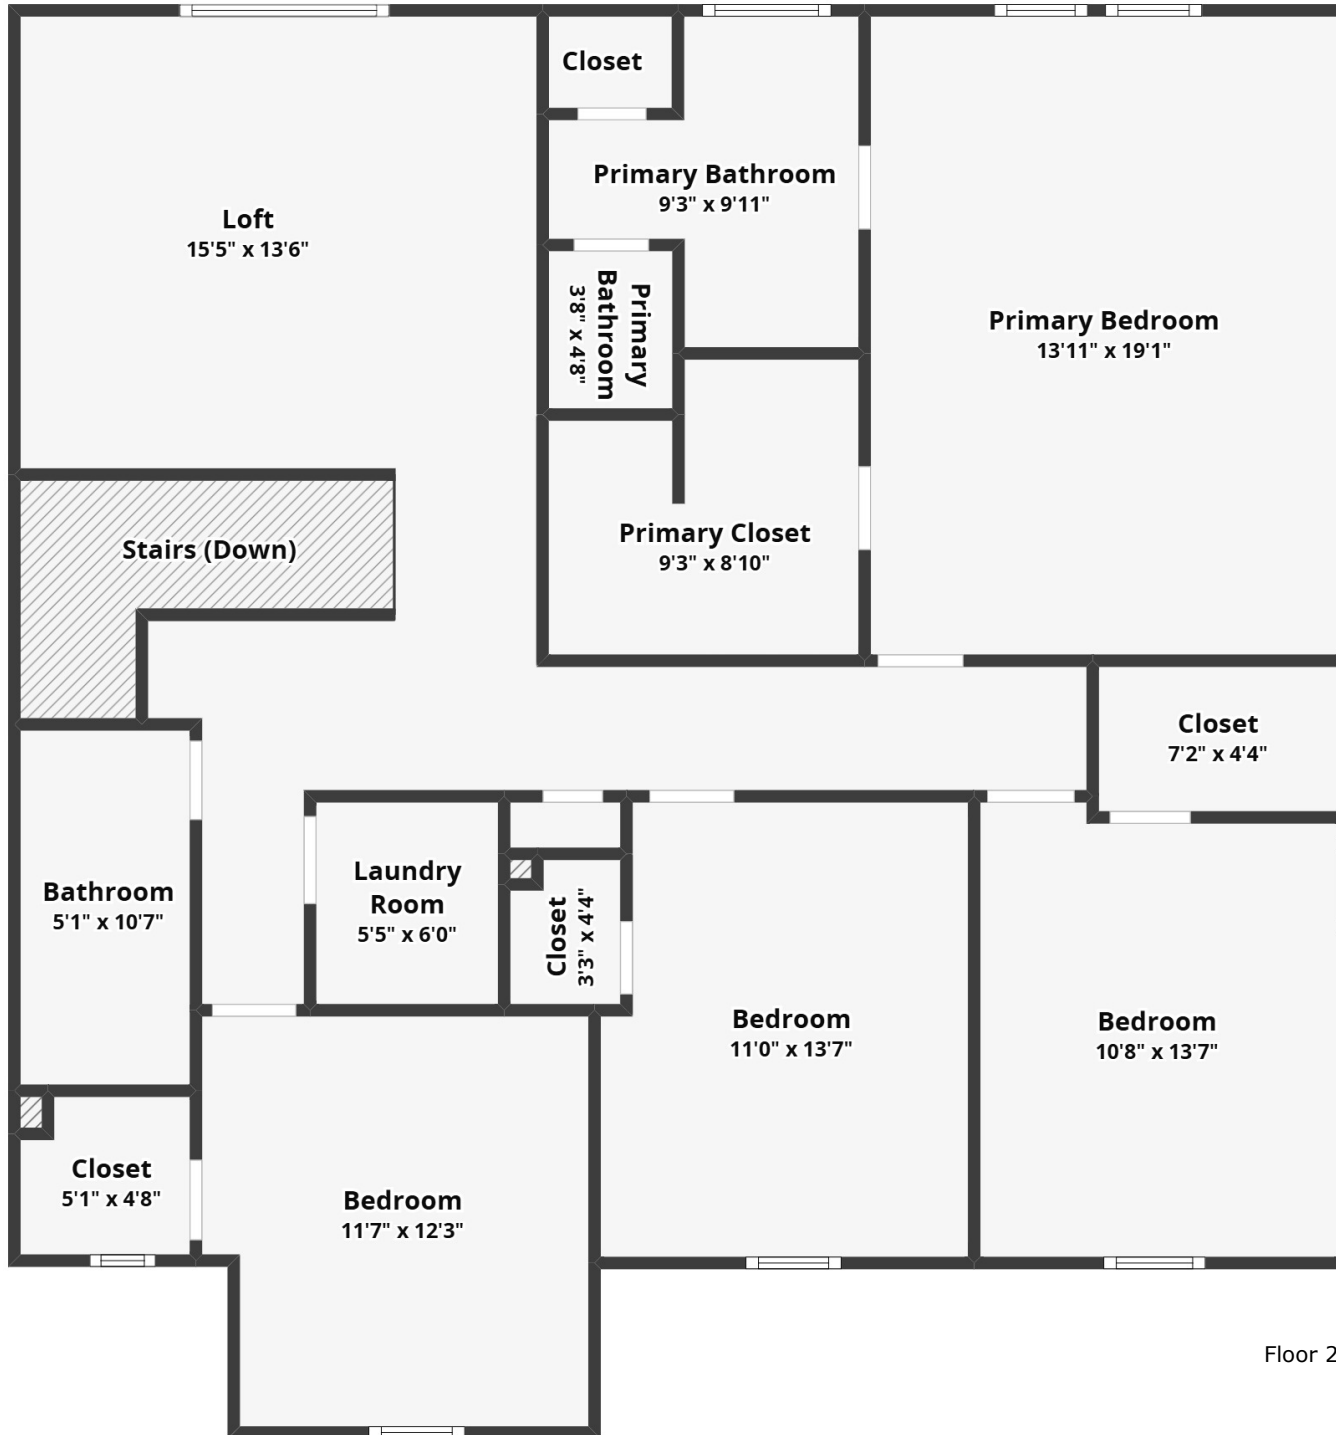 Closet
Primary Bathroom
9'3" x 9'11"
Loft
15'5" x 13'6"
Primary
Bathroom
3'8" x 4'8"
Primary Bedroom
13'11" x 19'1"
Stairs (Down)
Primary Closet
9'3" x 8'10"
Closet
7'2" x 4'4"
Bathroom
5'1" x 10'7"
Laundry
Room
5'5" x 6'0"
Closet
3'3" x 4'4"
Bedroom
11'0" x 13'7"
Bedroom
10'8" x 13'7"
Closet
5'1" x 4'8"
Bedroom
11'7" x 12'3"
Floor 2